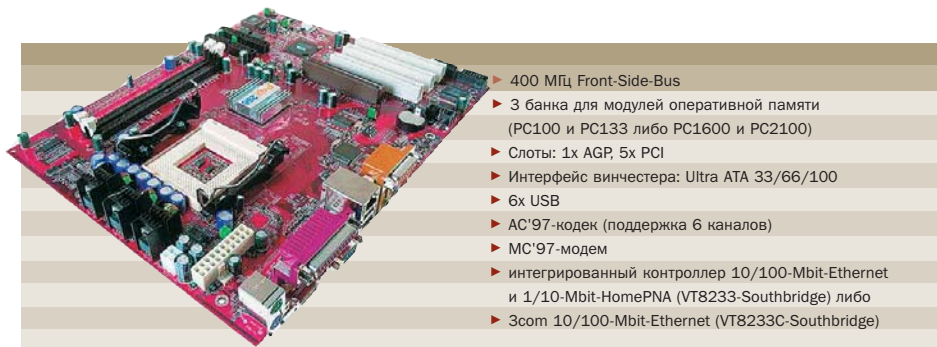 ► 400 МГц Front-Side-Bus
► 3 банка для модулей оперативной памяти
(PC100 и PC133 либо PC1600 и PC2100)
► Слоты: 1x AGP, 5x PCI
► Интерфейс винчестера: Ultra ATA 33/66/100
► 6x USB
► AC'97-кодек (поддержка 6 каналов)
► MC'97-модем
► интегрированный контроллер 10/100-Mbit-Ethernet
и 1/10-Mbit-HomePNA (VT8233-Southbridge) либо
► 3com 10/100-Mbit-Ethernet (VT8233C-Southbridge)